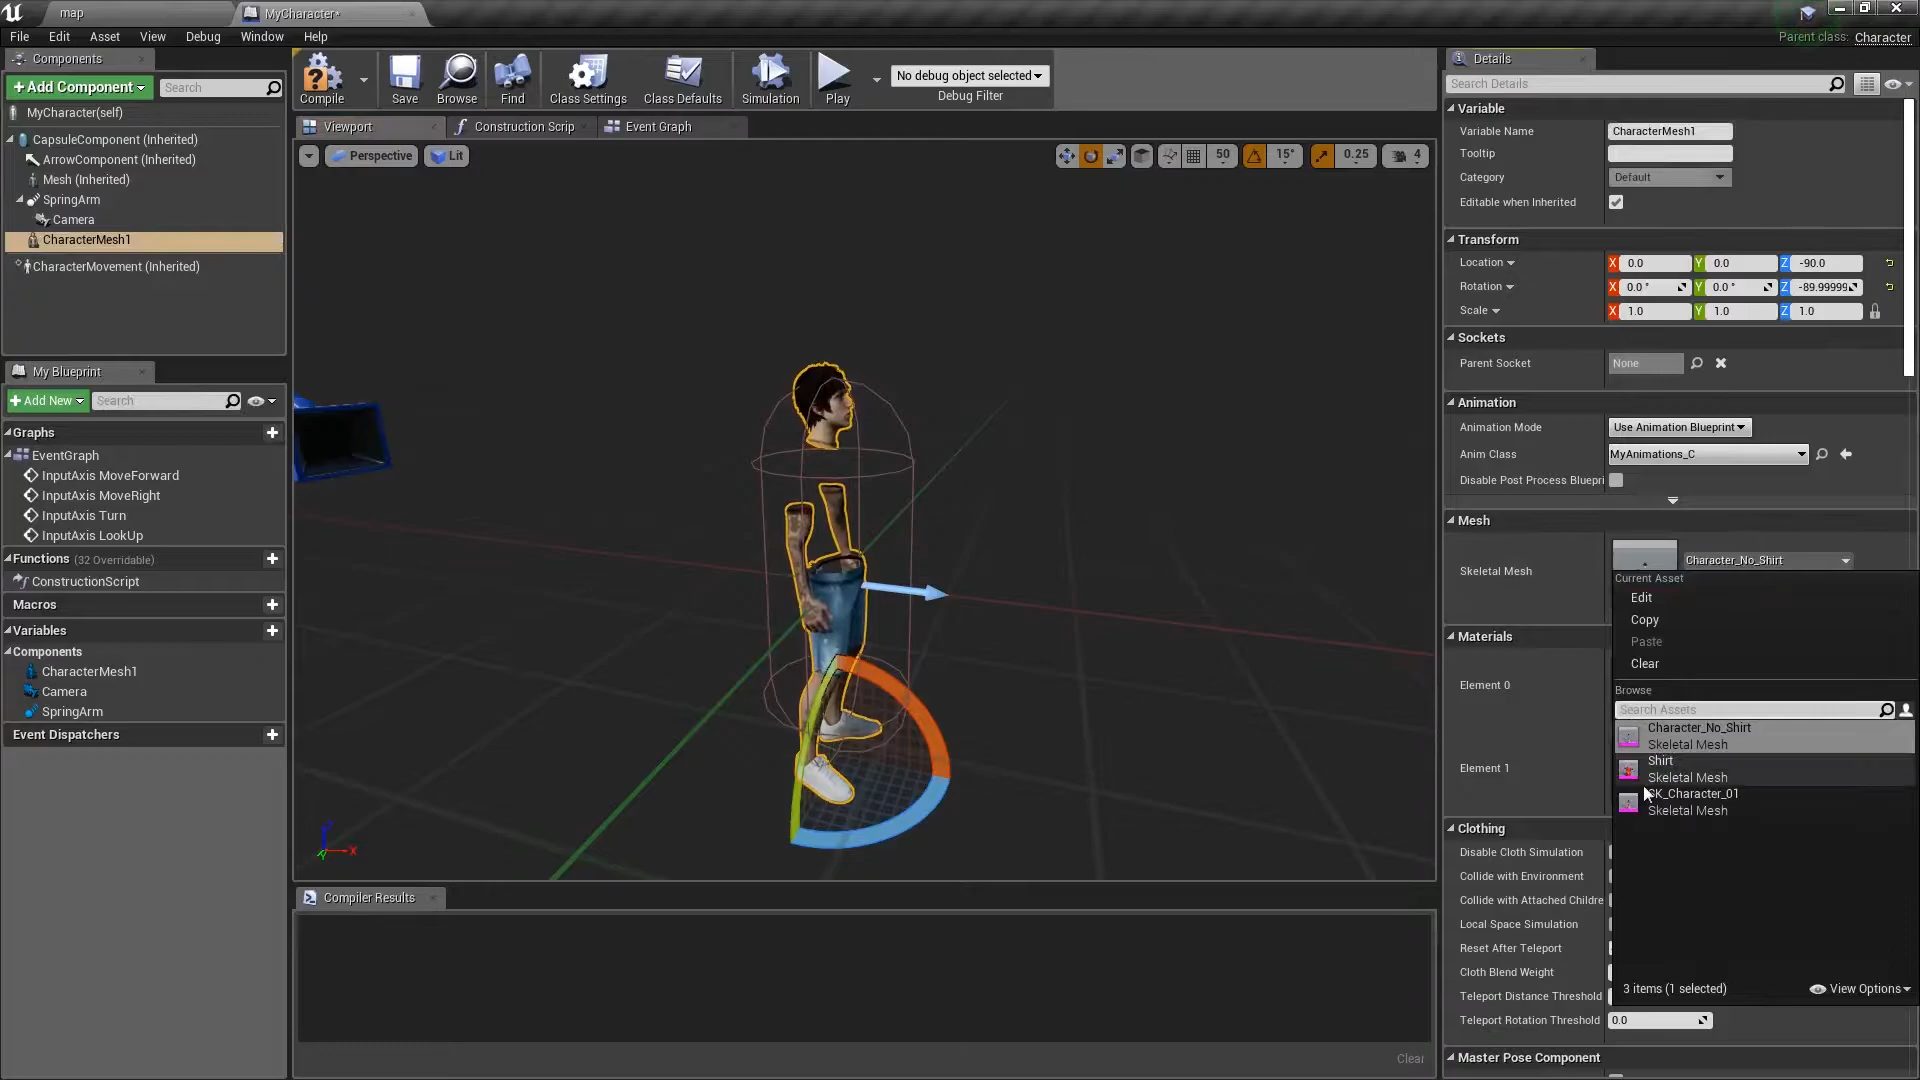 map
MyCharacter*
File Edit Asset View Debug Window Help
Parent class: Character
Components
+ Add Component
Search
MyCharacter(self)
CapsuleComponent (Inherited)
ArrowComponent (Inherited)
Mesh (Inherited)
SpringArm
Camera
CharacterMesh1
CharacterMovement (Inherited)
My Blueprint
+ Add New
Search
Graphs
EventGraph
InputAxis MoveForward
InputAxis MoveRight
InputAxis Turn
InputAxis LookUp
Functions (32 Overridable)
ConstructionScript
Macros
Variables
Components
CharacterMesh1
Camera
SpringArm
Event Dispatchers
Compile
Save
Browse
Find
Class Settings
Class Defaults
Simulation
Play
No debug object selected
Debug Filter
Viewport
Construction Scrip
Event Graph
Perspective
Lit
50
15°
0.25
4
Z
X
Y
Compiler Results
Clear
Details
Search Details
Variable
Variable Name CharacterMesh1
Tooltip
Category Default
Editable when Inherited
Transform
Location X 0.0 Y 0.0 Z -90.0
Rotation X 0.0 ° Y 0.0 ° Z -89.99999
Scale X 1.0 Y 1.0 Z 1.0
Sockets
Parent Socket None
Animation
Animation Mode Use Animation Blueprint
Anim Class MyAnimations_C
Disable Post Process Bluepri
Mesh
Skeletal Mesh
Character_No_Shirt
Current Asset
Edit
Copy
Paste
Clear
Browse
Search Assets
Character_No_Shirt
Skeletal Mesh
Shirt
Skeletal Mesh
SK_Character_01
Skeletal Mesh
3 items (1 selected)
View Options
Materials
Element 0
Element 1
Clothing
Disable Cloth Simulation
Collide with Environment
Collide with Attached Childre
Local Space Simulation
Reset After Teleport
Cloth Blend Weight
Teleport Distance Threshold
Teleport Rotation Threshold 0.0
Master Pose Component